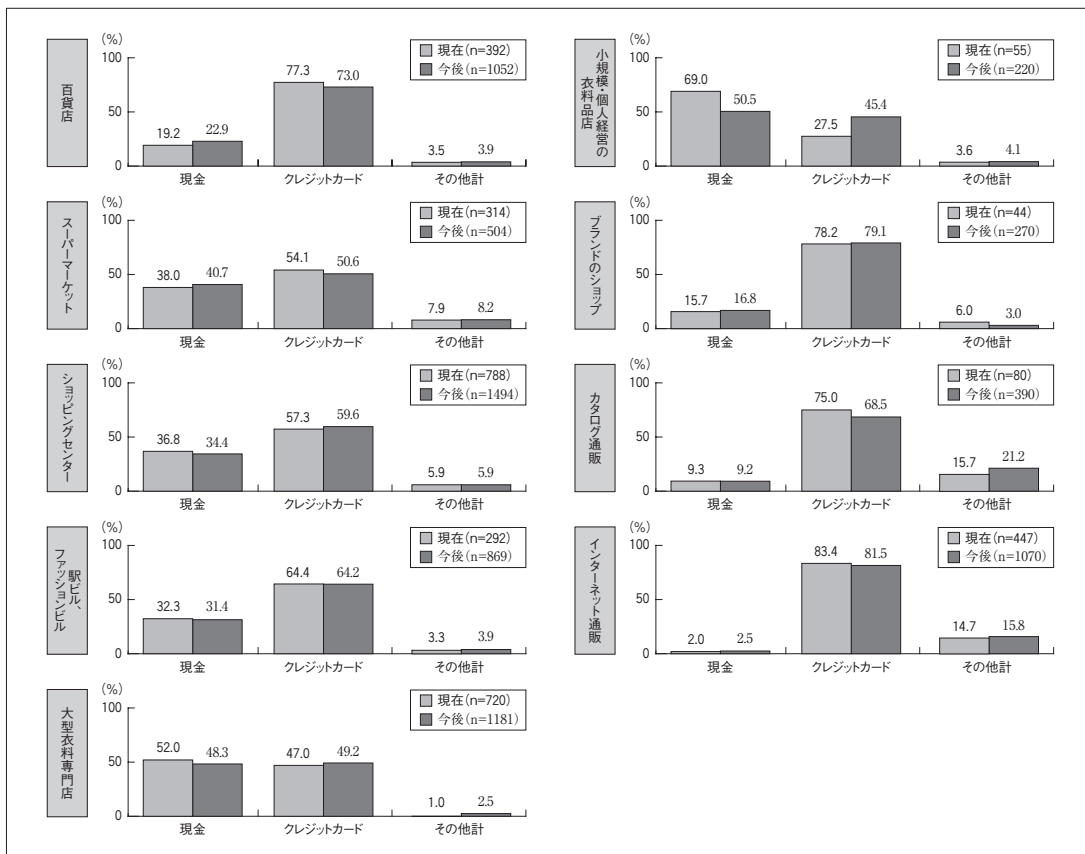 百貨店
(%)
100
50
0
現在(n=392)
今後(n=1052)
19.2 22.9
77.3 73.0
3.5 3.9
現金 クレジットカード その他計
スーパーマーケット
(%)
100
50
0
現在(n=314)
今後(n=504)
38.0 40.7
54.1 50.6
7.9 8.2
現金 クレジットカード その他計
ショッピングセンター
(%)
100
50
0
現在(n=788)
今後(n=1494)
36.8 34.4
57.3 59.6
5.9 5.9
現金 クレジットカード その他計
駅ビル、
ファッションビル
(%)
100
50
0
現在(n=292)
今後(n=869)
32.3 31.4
64.4 64.2
3.3 3.9
現金 クレジットカード その他計
大型衣料専門店
(%)
100
50
0
現在(n=720)
今後(n=1181)
52.0 48.3
47.0 49.2
1.0 2.5
現金 クレジットカード その他計
小規模・個人経営の
衣料品店
(%)
100
50
0
現在(n=55)
今後(n=220)
69.0 50.5
27.5 45.4
3.6 4.1
現金 クレジットカード その他計
ブランドのショップ
(%)
100
50
0
現在(n=44)
今後(n=270)
15.7 16.8
78.2 79.1
6.0 3.0
現金 クレジットカード その他計
カタログ通販
(%)
100
50
0
現在(n=80)
今後(n=390)
9.3 9.2
75.0 68.5
15.7 21.2
現金 クレジットカード その他計
インターネット通販
(%)
100
50
0
現在(n=447)
今後(n=1070)
2.0 2.5
83.4 81.5
14.7 15.8
現金 クレジットカード その他計